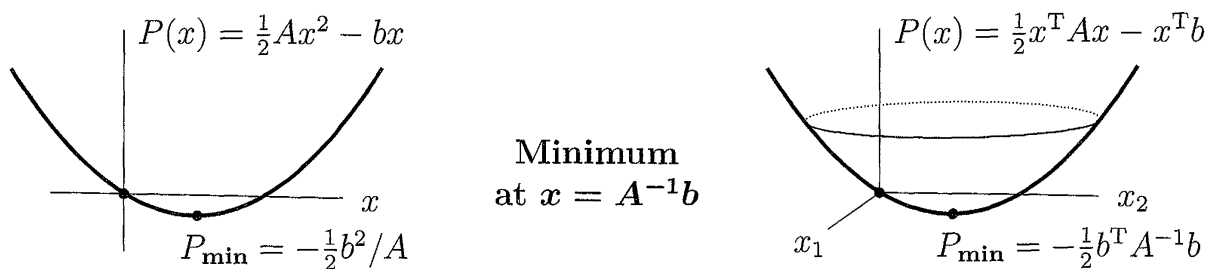 P(x) = ½Ax² − bx
x
P_min = −½b²/A
Minimum
at x = A⁻¹b
P(x) = ½xᵀAx − xᵀb
x₂
x₁
P_min = −½bᵀA⁻¹b